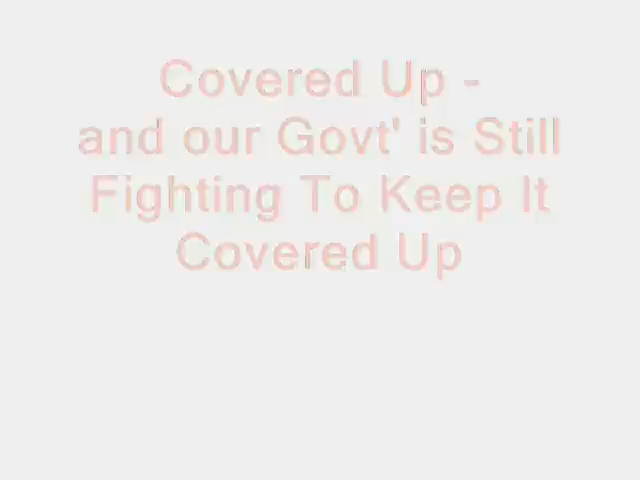 Covered Up -
and our Govt' is Still
Fighting To Keep It
Covered Up